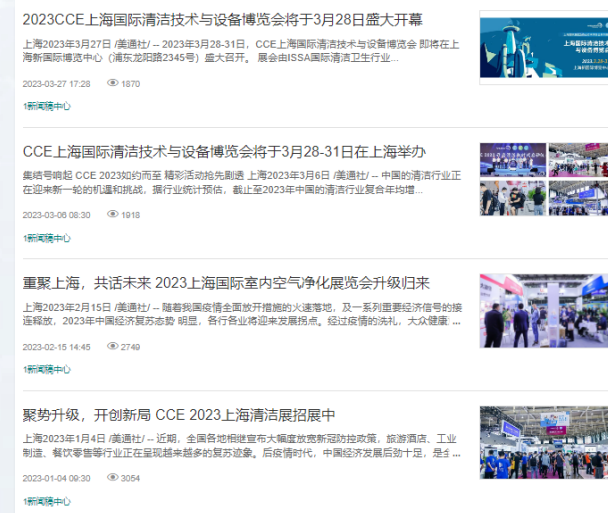 2023CCE上海国际清洁技术与设备博览会将于3月28日盛大开幕
上海2023年3月27日 /美通社/ -- 2023年3月28-31日，CCE上海国际清洁技术与设备博览会 即将在上
海新国际博览中心（浦东龙阳路2345号）盛大召开。 展会由ISSA国际清洁卫生行业...
2023-03-27 17:28 1870
1新闻稿中心
CCE上海国际清洁技术与设备博览会将于3月28-31日在上海举办
集结号响起 CCE 2023如约而至 精彩活动抢先剧透 上海2023年3月6日 /美通社/ -- 中国的清洁行业正
在迎来新一轮的机遇和挑战，据行业统计预估，截止至2023年中国的清洁行业复合年均增...
2023-03-06 08:30 1918
1新闻稿中心
重聚上海，共话未来 2023上海国际室内空气净化展览会升级归来
上海2023年2月15日 /美通社/ -- 随着我国疫情全面放开措施的火速落地，及一系列重要经济信号的接
连释放，2023年中国经济复苏态势 明显，各行各业将迎来发展拐点。经过疫情的洗礼，大众健康 ...
2023-02-15 14:45 2749
1新闻稿中心
聚势升级，开创新局 CCE 2023上海清洁展招展中
上海2023年1月4日 /美通社/ -- 近期，全国各地相继宣布大幅度放宽新冠防控政策，旅游酒店、工业
制造、餐饮零售等行业正在呈现越来越多的复苏迹象。后疫情时代，中国经济发展后劲十足，是全 ...
2023-01-04 09:30 3054
1新闻稿中心